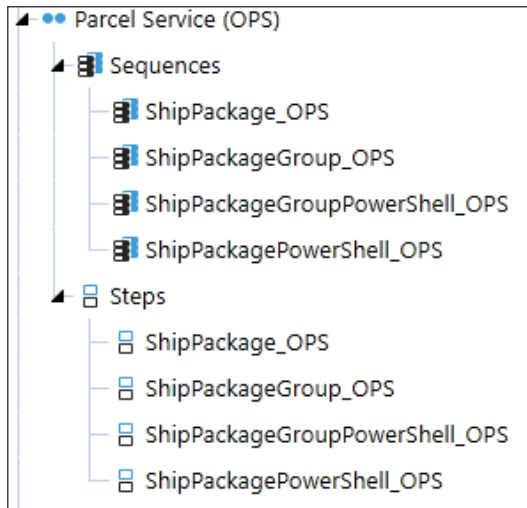 Parcel Service (OPS)
Sequences
ShipPackage_OPS
ShipPackageGroup_OPS
ShipPackageGroupPowerShell_OPS
ShipPackagePowerShell_OPS
Steps
ShipPackage_OPS
ShipPackageGroup_OPS
ShipPackageGroupPowerShell_OPS
ShipPackagePowerShell_OPS